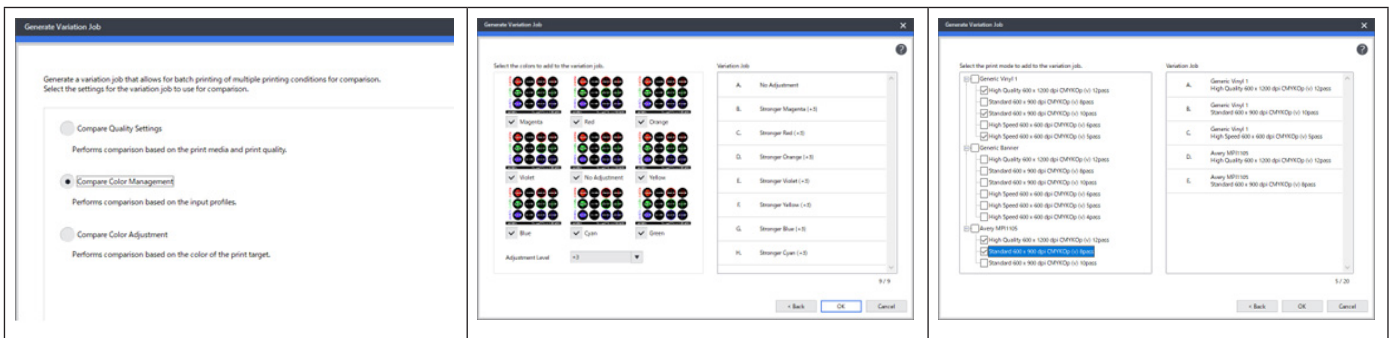 Generate Variation Job
Generate a variation job that allows for batch printing of multiple printing conditions for comparison.
Select the settings for the variation job to use for comparison.
Compare Quality Settings
Performs comparison based on the print media and print quality.
Compare Color Management
Performs comparison based on the input profiles.
Compare Color Adjustment
Performs comparison based on the color of the print target.
Generate Variation Job
Select the colors to add to the variation job.
Magenta Red Orange
Violet No Adjustment Yellow
Blue Cyan Green
Adjustment Level +3
Variation Job
A. No Adjustment
B. Stronger Magenta (+3)
C. Stronger Red (+3)
D. Stronger Orange (+3)
E. Stronger Violet (+3)
F. Stronger Yellow (+3)
G. Stronger Blue (+3)
H. Stronger Cyan (+3)
9 / 9
< Back OK Cancel
Generate Variation Job
Select the print mode to add to the variation job.
Generic Vinyl 1
High Quality 600 x 1200 dpi CMYKOp (v) 12pass
Standard 600 x 900 dpi CMYKOp (v) 8pass
Standard 600 x 900 dpi CMYKOp (v) 10pass
High Speed 600 x 600 dpi CMYKOp (v) 6pass
High Speed 600 x 600 dpi CMYKOp (v) 5pass
Generic Banner
High Quality 600 x 1200 dpi CMYKOp (v) 12pass
Standard 600 x 900 dpi CMYKOp (v) 8pass
Standard 600 x 900 dpi CMYKOp (v) 10pass
High Speed 600 x 600 dpi CMYKOp (v) 6pass
High Speed 600 x 600 dpi CMYKOp (v) 5pass
High Speed 600 x 600 dpi CMYKOp (v) 4pass
Avery MPI1105
High Quality 600 x 1200 dpi CMYKOp (v) 12pass
Standard 600 x 900 dpi CMYKOp (v) 8pass
Standard 600 x 900 dpi CMYKOp (v) 10pass
Variation Job
A. Generic Vinyl 1
High Quality 600 x 1200 dpi CMYKOp (v) 12pass
B. Generic Vinyl 1
Standard 600 x 900 dpi CMYKOp (v) 10pass
C. Generic Vinyl 1
High Speed 600 x 600 dpi CMYKOp (v) 5pass
D. Avery MPI1105
High Quality 600 x 1200 dpi CMYKOp (v) 12pass
E. Avery MPI1105
Standard 600 x 900 dpi CMYKOp (v) 8pass
5 / 20
< Back OK Cancel